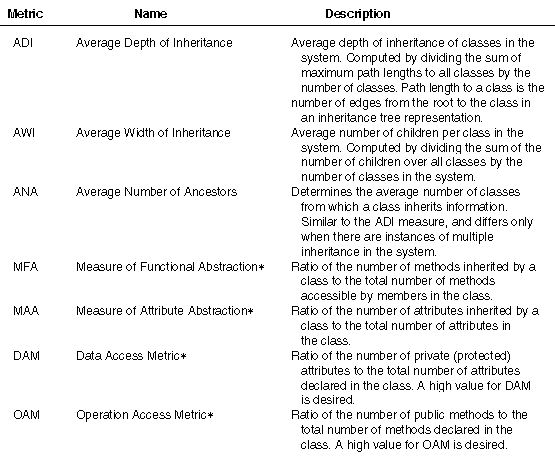 Metric Name Description
ADI Average Depth of Inheritance Average depth of inheritance of classes in the
system. Computed by dividing the sum of
maximum path lengths to all classes by the
number of classes. Path length to a class is the
number of edges from the root to the class in
an inheritance tree representation.
AWI Average Width of Inheritance Average number of children per class in the
system. Computed by dividing the sum of the
number of children over all classes by the
number of classes in the system.
ANA Average Number of Ancestors Determines the average number of classes
from which a class inherits information.
Similar to the ADI measure, and differs only
when there are instances of multiple
inheritance in the system.
MFA Measure of Functional Abstraction* Ratio of the number of methods inherited by a
class to the total number of methods
accessible by members in the class.
MAA Measure of Attribute Abstraction* Ratio of the number of attributes inherited by a
class to the total number of attributes in
the class.
DAM Data Access Metric* Ratio of the number of private (protected)
attributes to the total number of attributes
declared in the class. A high value for DAM
is desired.
OAM Operation Access Metric* Ratio of the number of public methods to the
total number of methods declared in the
class. A high value for OAM is desired.